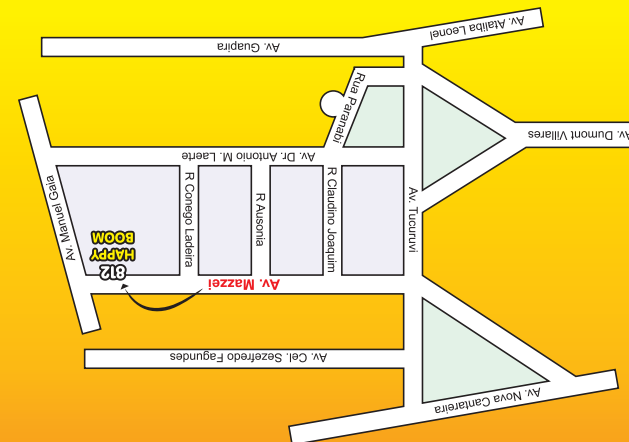 Av. Ataliba Leonel
Av. Guapira
Rua Paranabi
Av. Dumont Villares
Av. Dr. Antonio M. Laerte
Av. Manuel Gaia
R Conego Ladeira
R Ausonia
R Claudino Joaquim
Av. Tucuruvi
812
HAPPY
BOOM
Av. Mazzei
Av. Cel. Sezefredo Fagundes
Av. Nova Cantareira